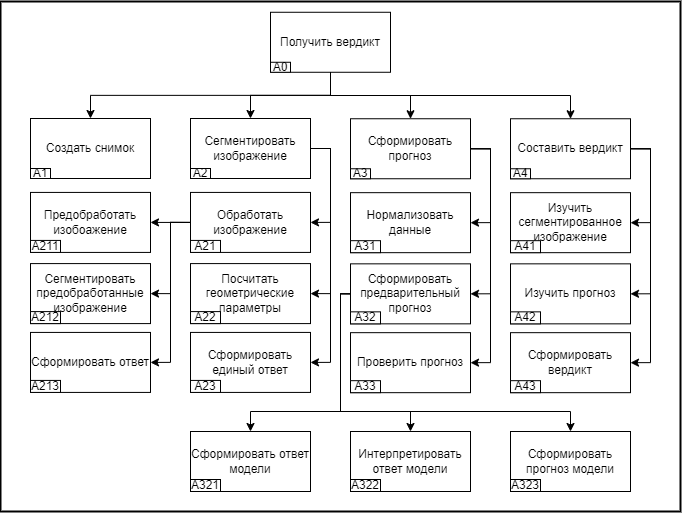 Получить вердикт
A0
Создать снимок
A1
Сегментировать
изображение
A2
Сформировать
прогноз
A3
Составить вердикт
A4
Предобработать
изобоажение
A211
Обработать
изображение
A21
Нормализовать
данные
A31
Изучить
сегментированное
изображение
A41
Сегментировать
предобработанные
изображение
A212
Посчитать
геометрические
параметры
A22
Сформировать
предварительный
прогноз
A32
Изучить прогноз
A42
Сформировать ответ
A213
Сформировать
единый ответ
A23
Проверить прогноз
A33
Сформировать
вердикт
A43
Сформировать ответ
модели
A321
Интерпретировать
ответ модели
A322
Сформировать
прогноз модели
A323